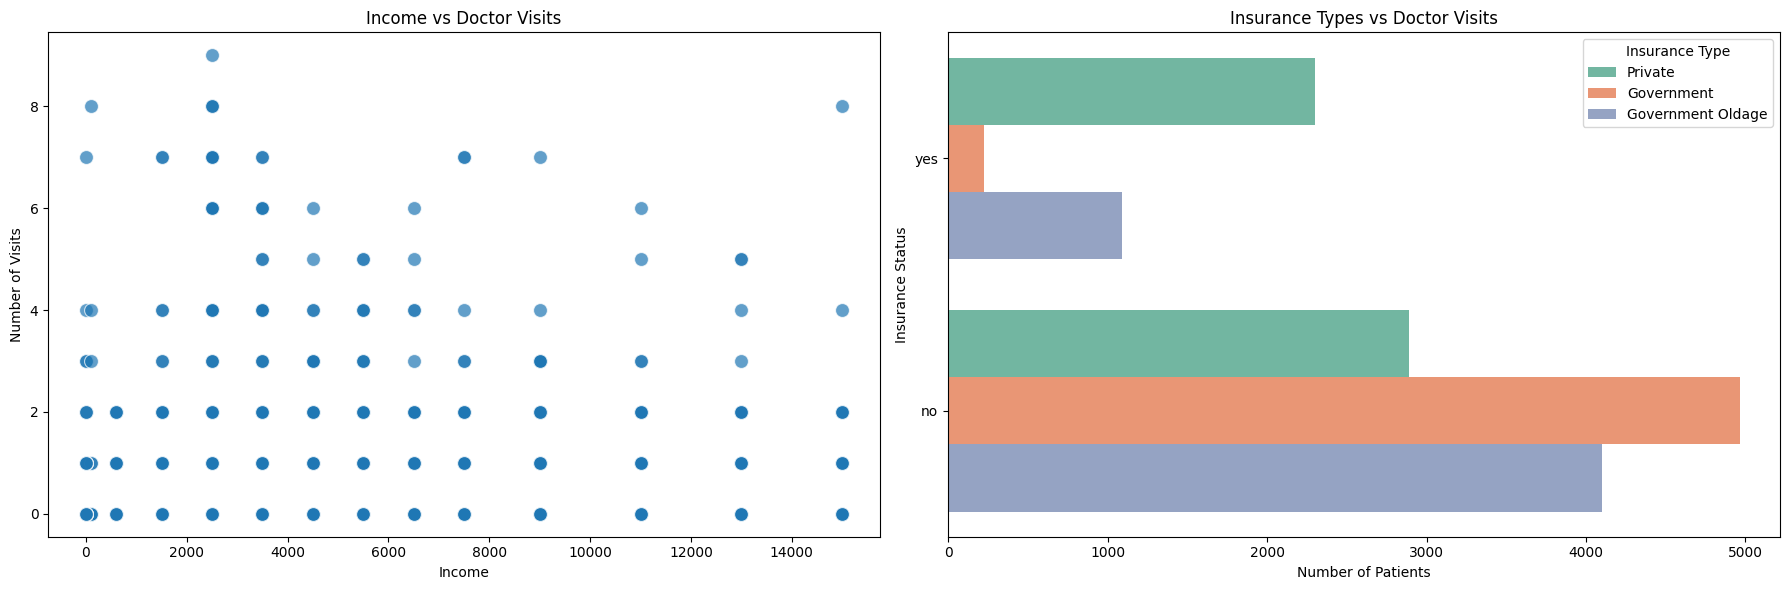 Income vs Doctor Visits
Number of Visits
8
6
4
2
0
0 2000 4000 6000 8000 10000 12000 14000
Income
Insurance Types vs Doctor Visits
Insurance Type
Private
Government
Government Oldage
Insurance Status
yes
no
0 1000 2000 3000 4000 5000
Number of Patients